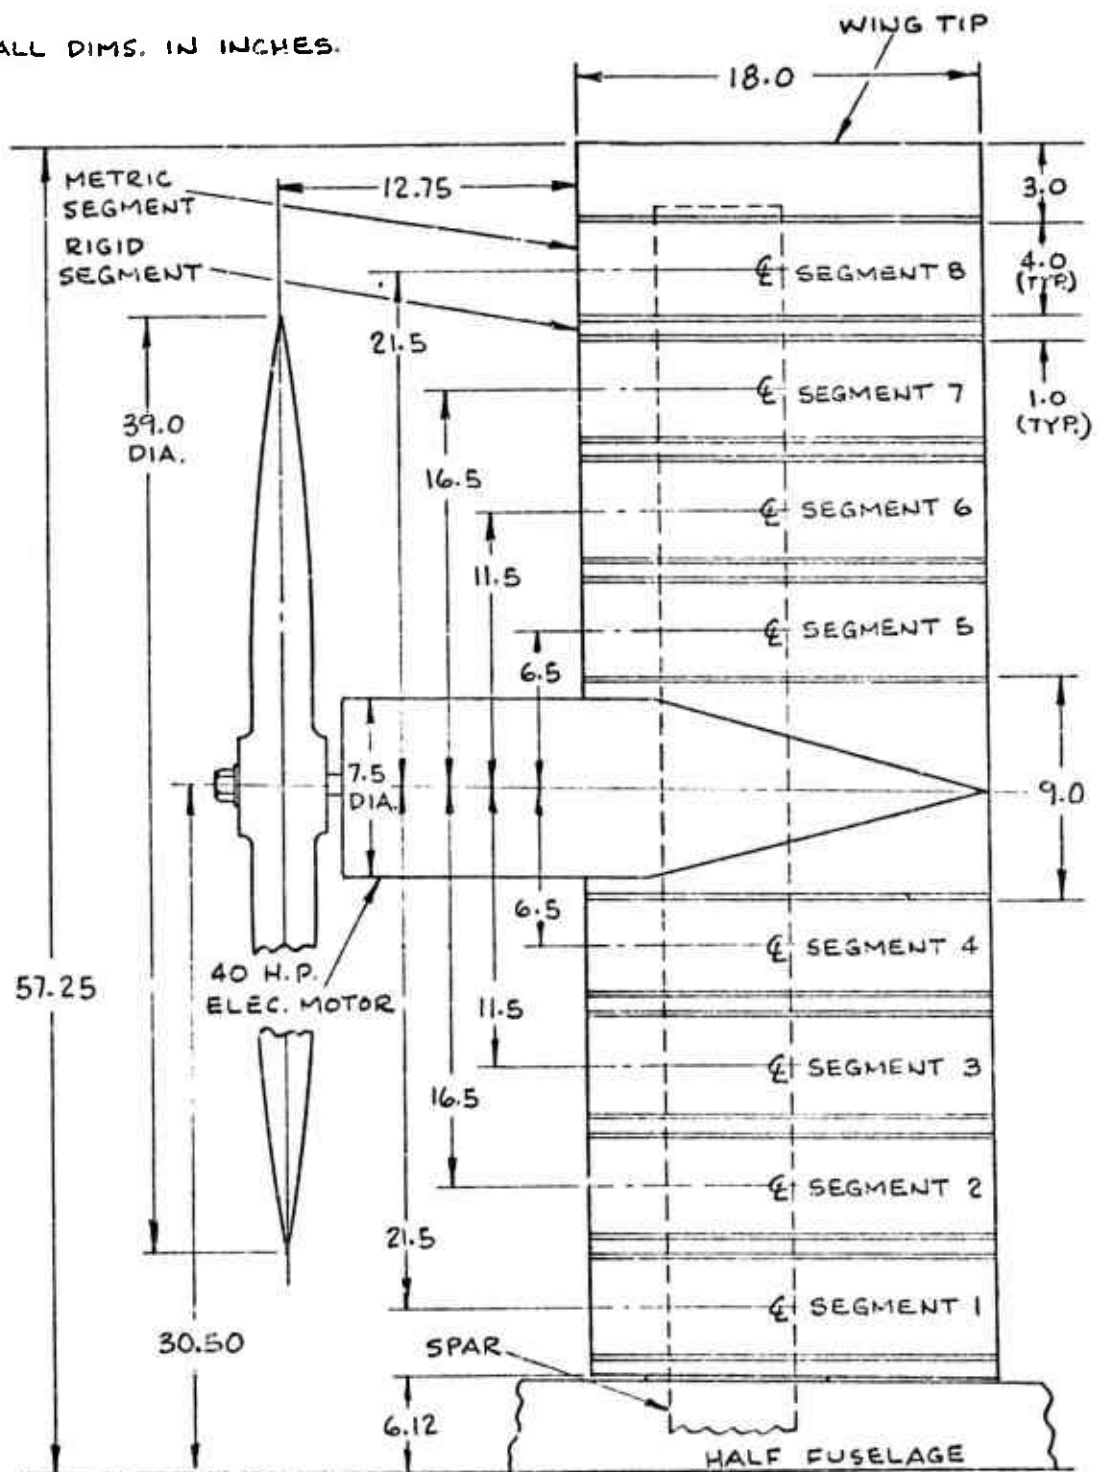 ALL DIMS. IN INCHES.
WING TIP
18.0
METRIC
SEGMENT
12.75
3.0
RIGID
SEGMENT
℄ SEGMENT 8
4.0
(TYP.)
21.5
39.0
DIA.
℄ SEGMENT 7
1.0
(TYP.)
16.5
℄ SEGMENT 6
11.5
℄ SEGMENT 5
6.5
7.5
DIA.
9.0
6.5
℄ SEGMENT 4
57.25
40 H.P.
ELEC. MOTOR
11.5
℄ SEGMENT 3
16.5
℄ SEGMENT 2
21.5
℄ SEGMENT 1
30.50
SPAR
6.12
HALF FUSELAGE